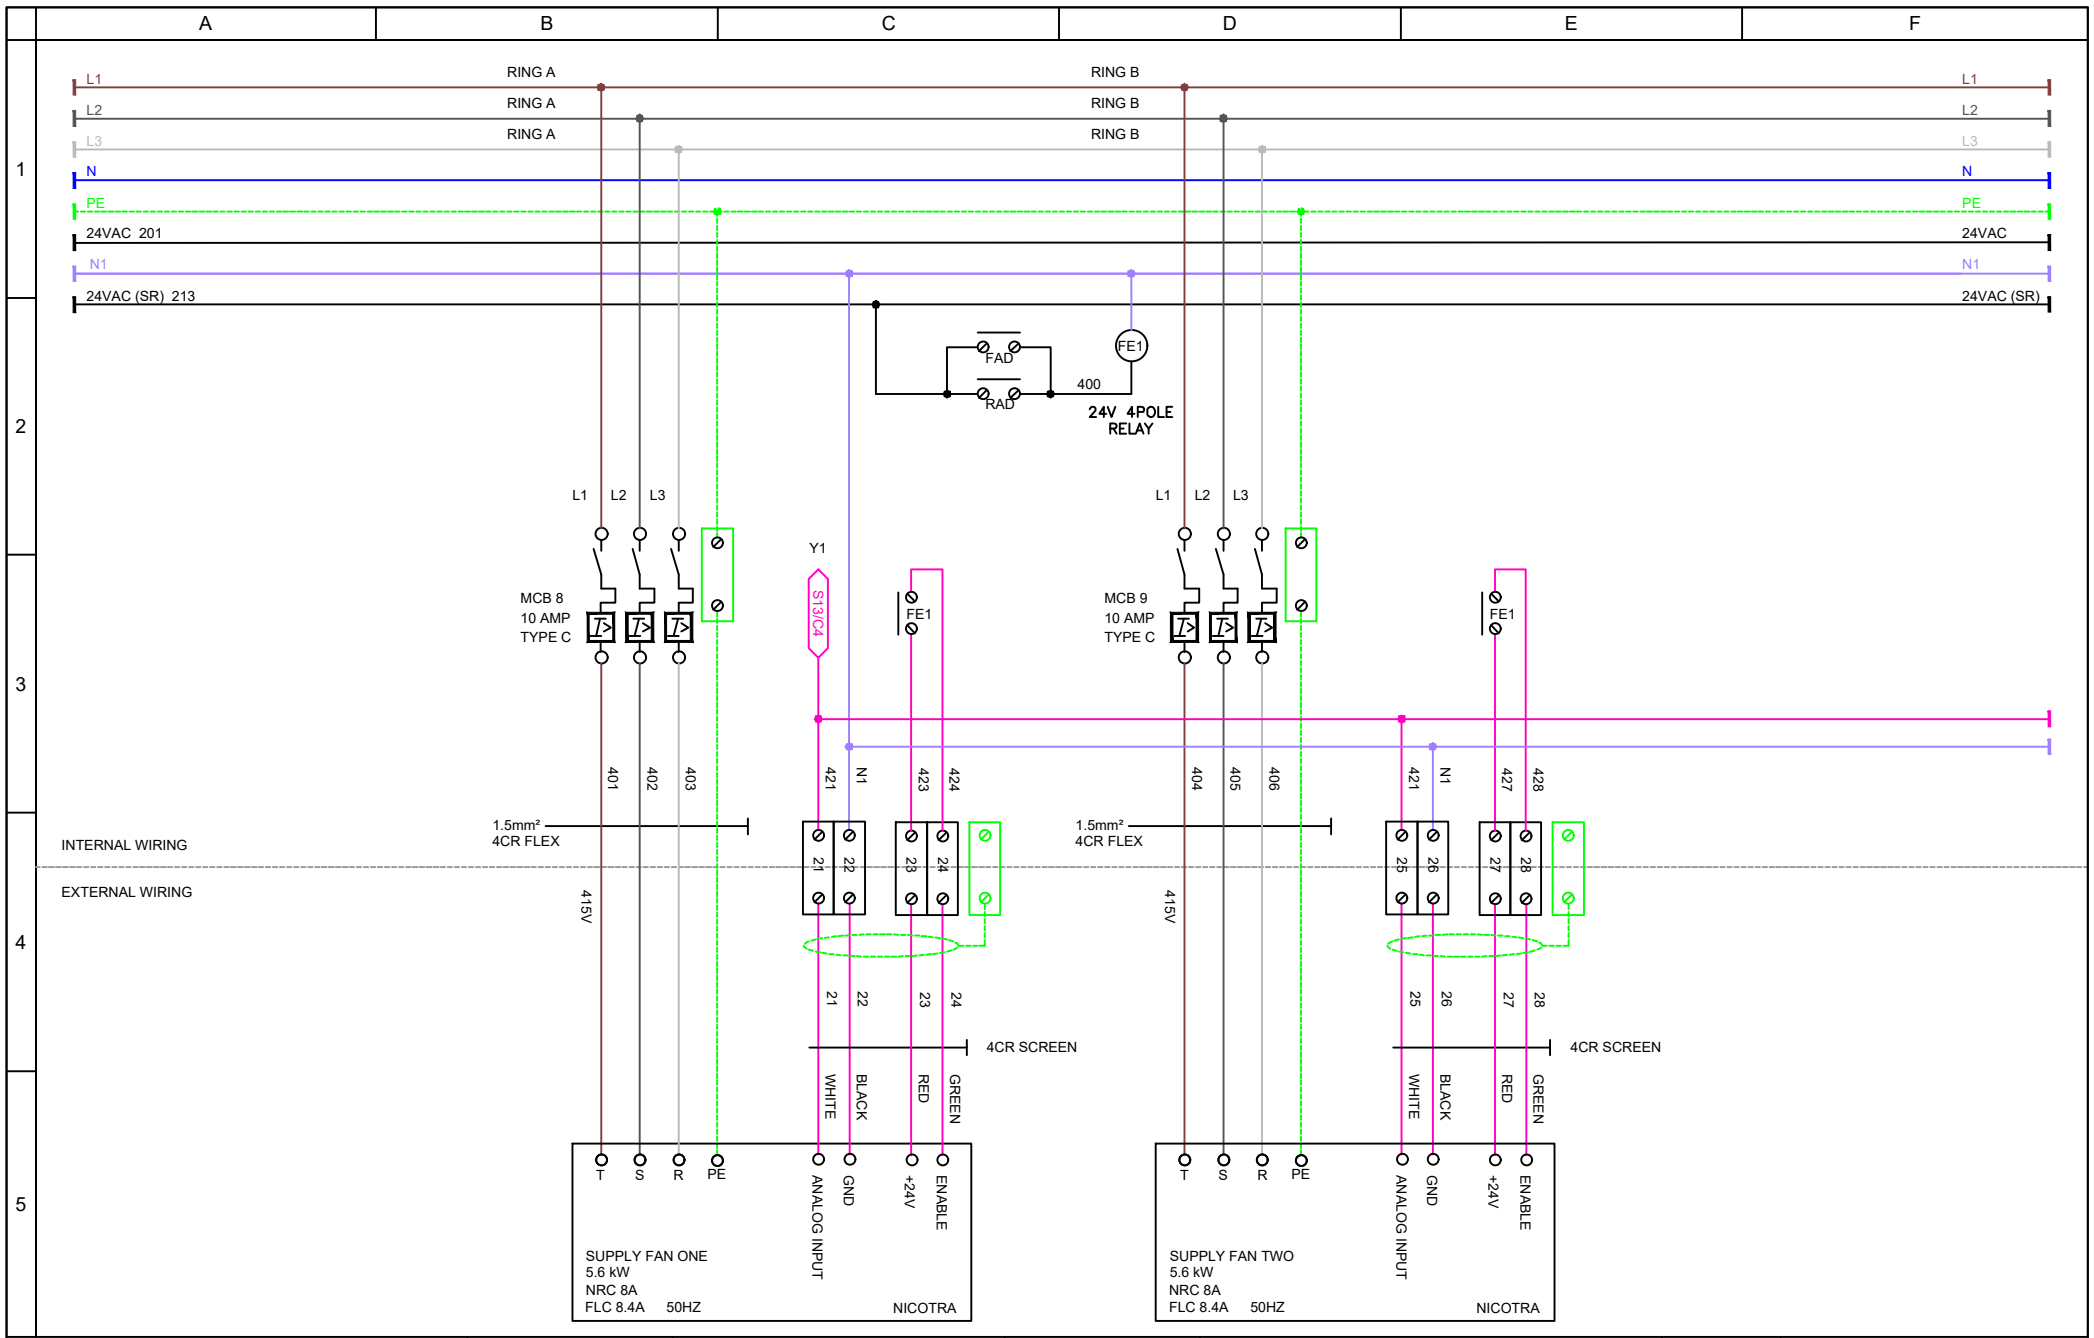 A B C D E F
L1 RING A RING B L1
L2 RING A RING B L2
L3 RING A RING B L3
1
N N
PE PE
24VAC 201 24VAC
N1 N1
24VAC (SR) 213 24VAC (SR)
FAD
FE1
RAD
400
24V 4POLE
RELAY
2
L1 L2 L3
L1 L2 L3
Y1
S13/C4
MCB 8
10 AMP
TYPE C
I>
I>
I>
FE1
MCB 9
10 AMP
TYPE C
I>
I>
I>
FE1
3
401
402
403
421
N1
423
424
404
405
406
421
N1
427
428
1.5mm²
4CR FLEX
1.5mm²
4CR FLEX
INTERNAL WIRING
EXTERNAL WIRING
21
22
23
24
25
26
27
28
415V
415V
4
21
22
23
24
25
26
27
28
4CR SCREEN
4CR SCREEN
WHITE
BLACK
RED
GREEN
WHITE
BLACK
RED
GREEN
5
T S R PE
ANALOG INPUT
GND
+24V
ENABLE
SUPPLY FAN ONE
5.6 kW
NRC 8A
FLC 8.4A 50HZ
NICOTRA
T S R PE
ANALOG INPUT
GND
+24V
ENABLE
SUPPLY FAN TWO
5.6 kW
NRC 8A
FLC 8.4A 50HZ
NICOTRA